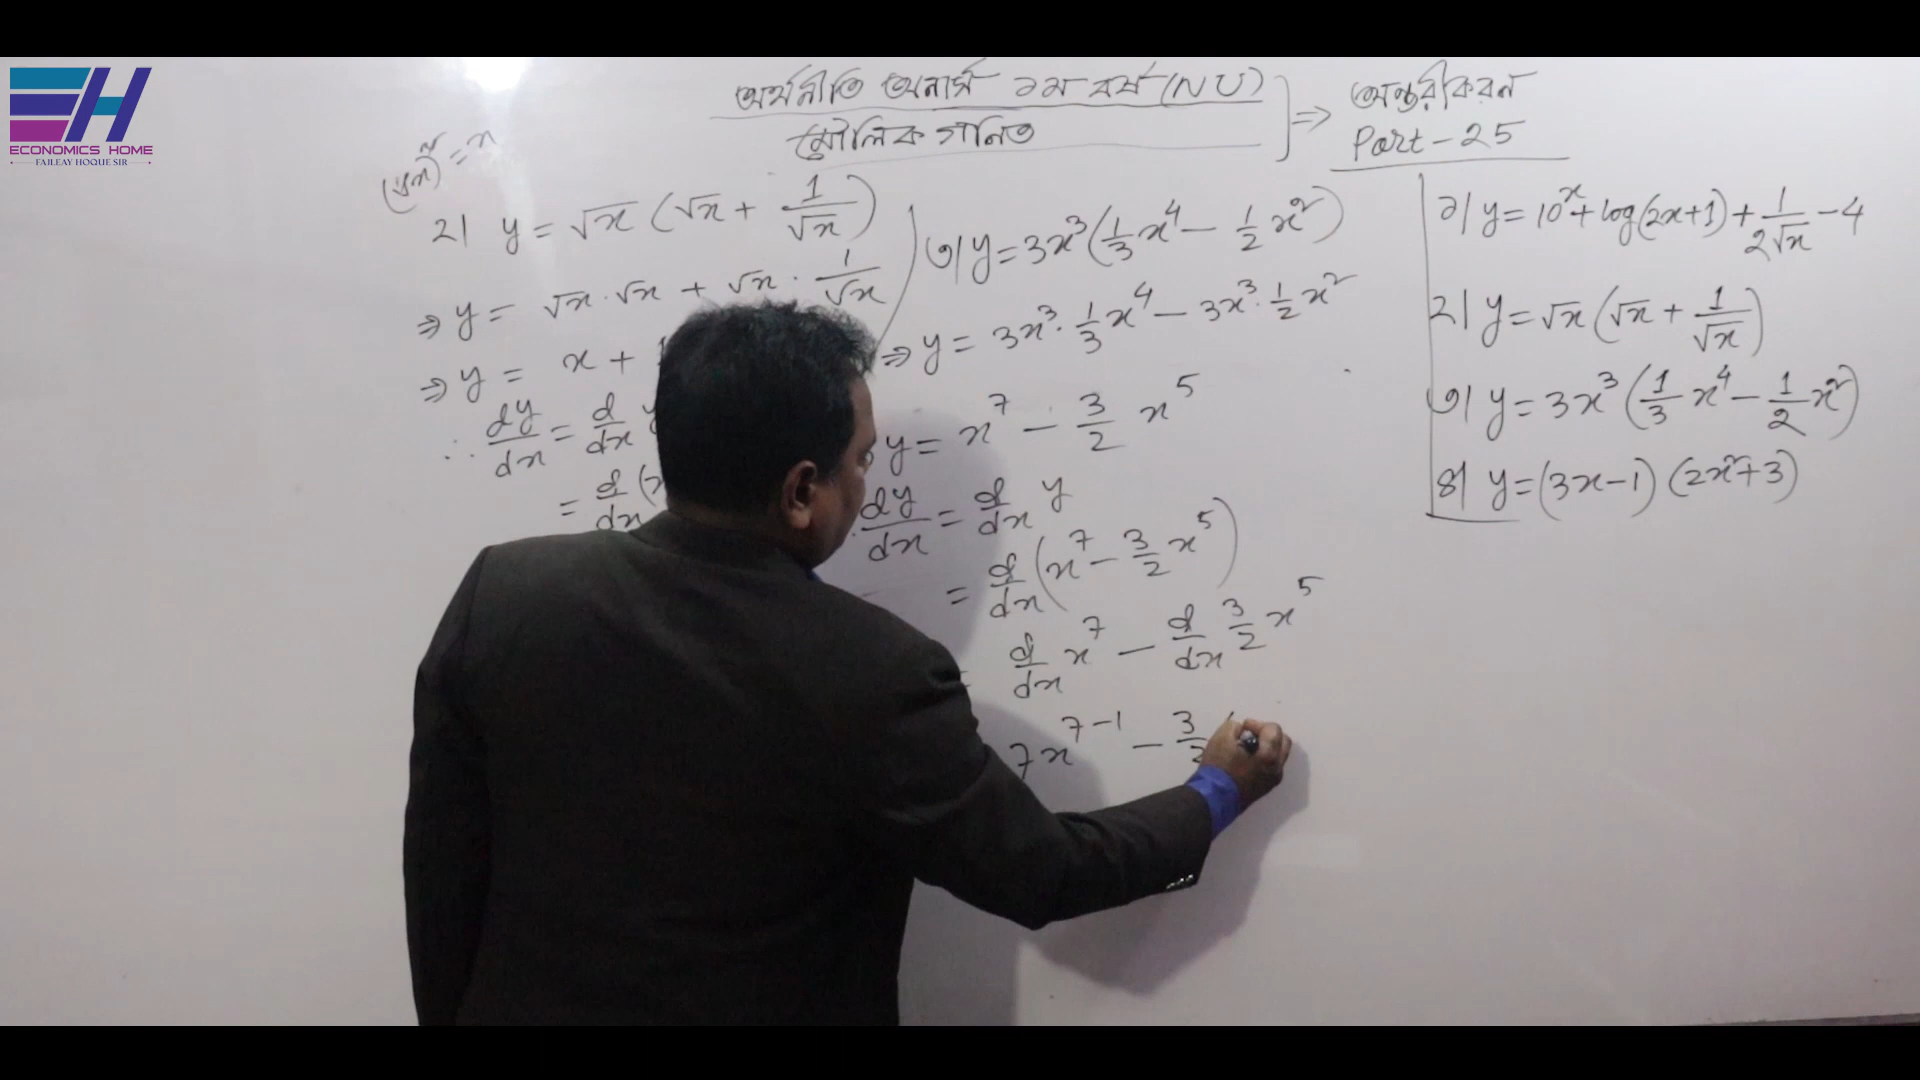 ECONOMICS HOME
FAILEAY HOQUE SIR
অর্থনীতি অনার্স ১ম বর্ষ (NU)
মৌলিক গনিত
⇒ অন্তরীকরন
Part - 25
(√x)² = x
২। y = √x (√x + 1/√x)
⇒ y = √x · √x + √x · 1/√x
⇒ y = x + 1
∴ dy/dx = d/dx y
= d/dx (x
৩। y = 3x³ (1/3 x⁴ − 1/2 x²)
⇒ y = 3x³ · 1/3 x⁴ − 3x³ · 1/2 x²
y = x⁷ − 3/2 x⁵
dy/dx = d/dx y
= d/dx (x⁷ − 3/2 x⁵)
= d/dx x⁷ − d/dx 3/2 x⁵
7x⁷⁻¹ − 3/2
১। y = 10ˣ + log(2x+1) + 1/2√x − 4
২। y = √x (√x + 1/√x)
৩। y = 3x³ (1/3 x⁴ − 1/2 x²)
৪। y = (3x−1) (2x²+3)